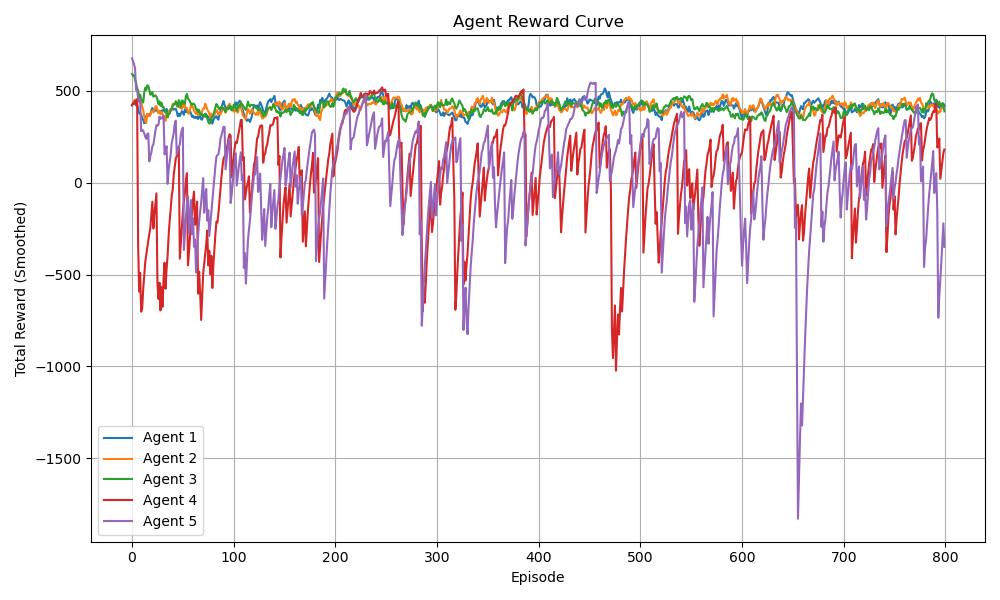 Agent Reward Curve
Total Reward (Smoothed)
500
0
−500
−1000
−1500
Agent 1
Agent 2
Agent 3
Agent 4
Agent 5
0 100 200 300 400 500 600 700 800
Episode